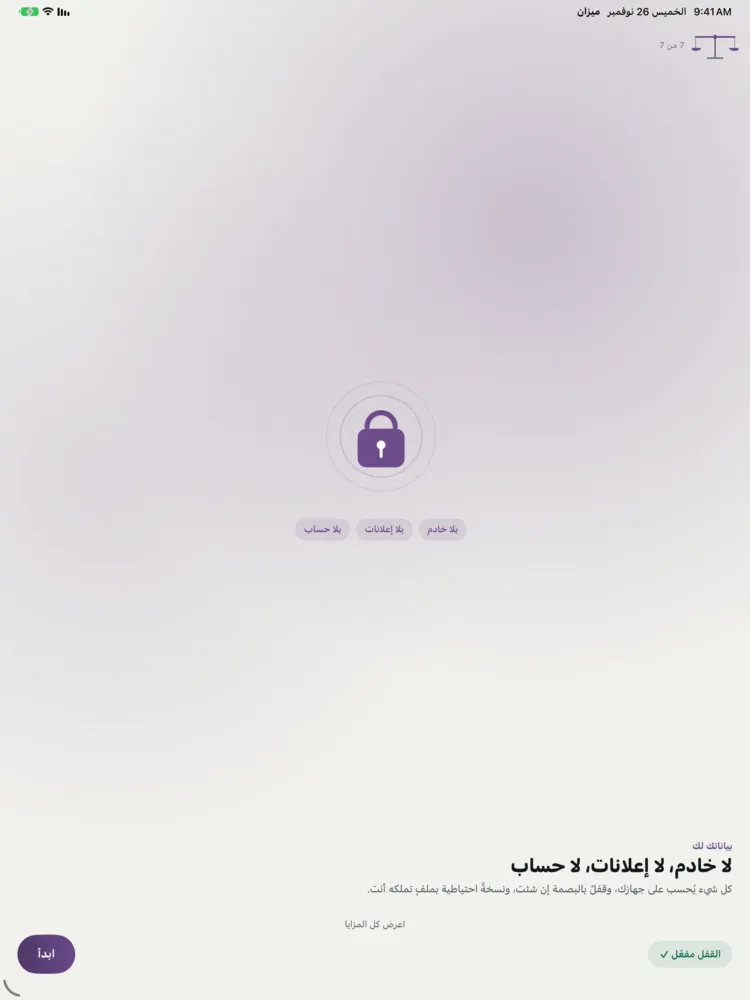 9:41 AM الخميس 26 نوفمبر ميزان
7 من 7
بلا خادم
بلا إعلانات
بلا حساب
بياناتك لك
لا خادم، لا إعلانات، لا حساب
كل شيء يُحسب على جهازك، وقفلٌ بالبصمة إن شئت، ونسخةٌ احتياطية بملفٍ تملكه أنت.
اعرض كل المزايا
القفل مفعّل ✓
ابدأ